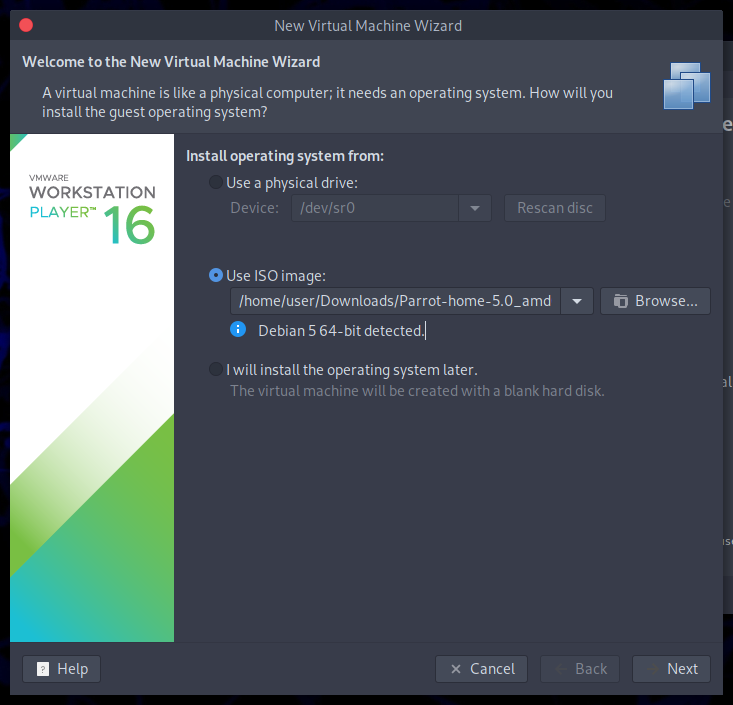 New Virtual Machine Wizard
Welcome to the New Virtual Machine Wizard
A virtual machine is like a physical computer; it needs an operating system. How will you
install the guest operating system?
VMWARE
WORKSTATION
PLAYER™ 16
Install operating system from:
Use a physical drive:
Device: /dev/sr0 Rescan disc
Use ISO image:
/home/user/Downloads/Parrot-home-5.0_amd Browse...
Debian 5 64-bit detected.
I will install the operating system later.
The virtual machine will be created with a blank hard disk.
Help Cancel Back Next